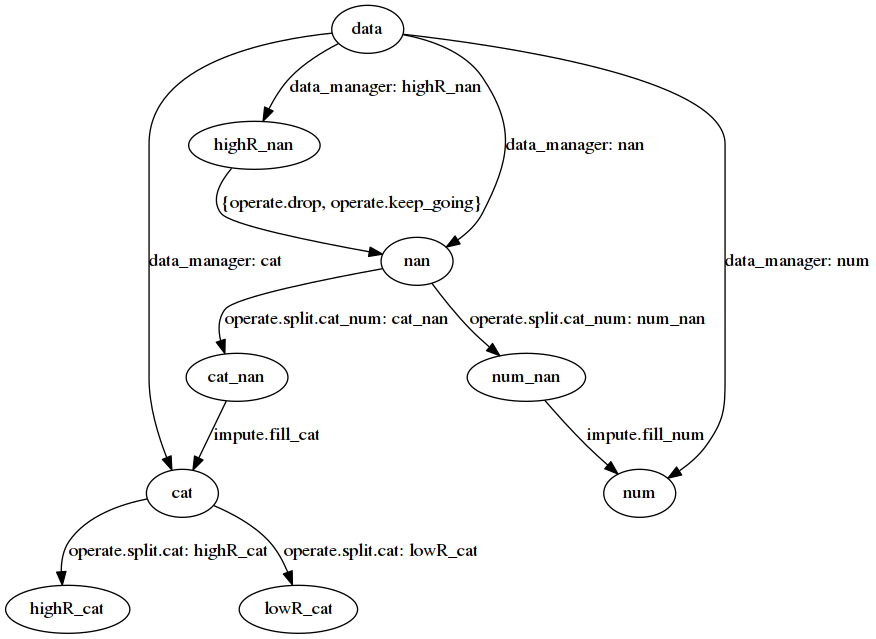 data
data_manager: highR_nan
highR_nan
data_manager: nan
{operate.drop, operate.keep_going}
data_manager: cat
nan
data_manager: num
operate.split.cat_num: cat_nan
operate.split.cat_num: num_nan
cat_nan
num_nan
impute.fill_cat
impute.fill_num
cat
num
operate.split.cat: highR_cat
operate.split.cat: lowR_cat
highR_cat
lowR_cat